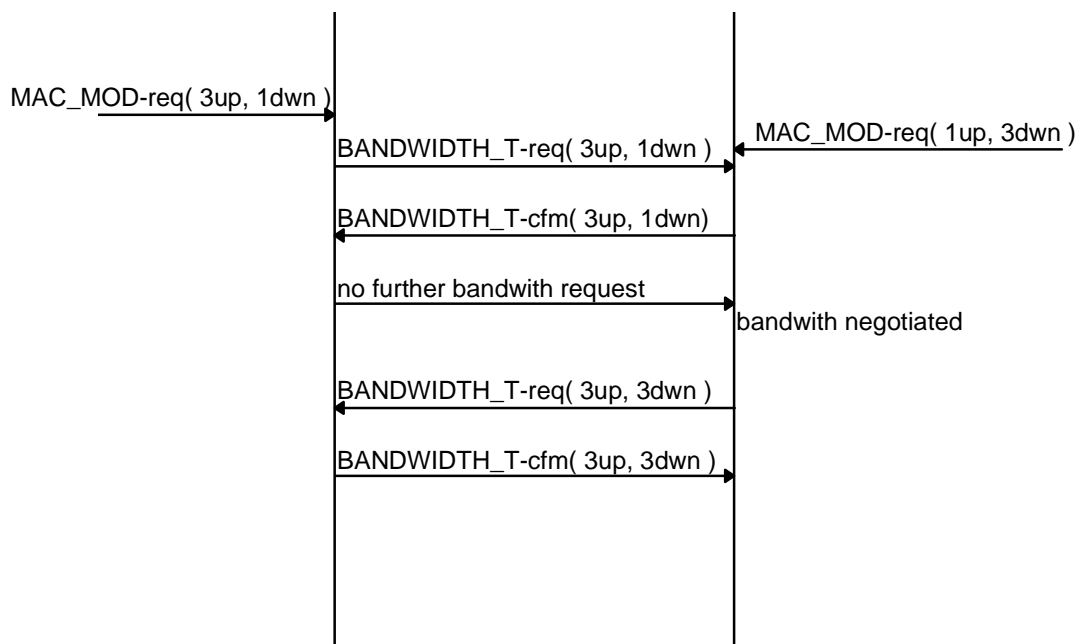 MAC_MOD-req( 3up, 1dwn )
MAC_MOD-req( 1up, 3dwn )
BANDWIDTH_T-req( 3up, 1dwn )
BANDWIDTH_T-cfm( 3up, 1dwn)
no further bandwith request
bandwith negotiated
BANDWIDTH_T-req( 3up, 3dwn )
BANDWIDTH_T-cfm( 3up, 3dwn )